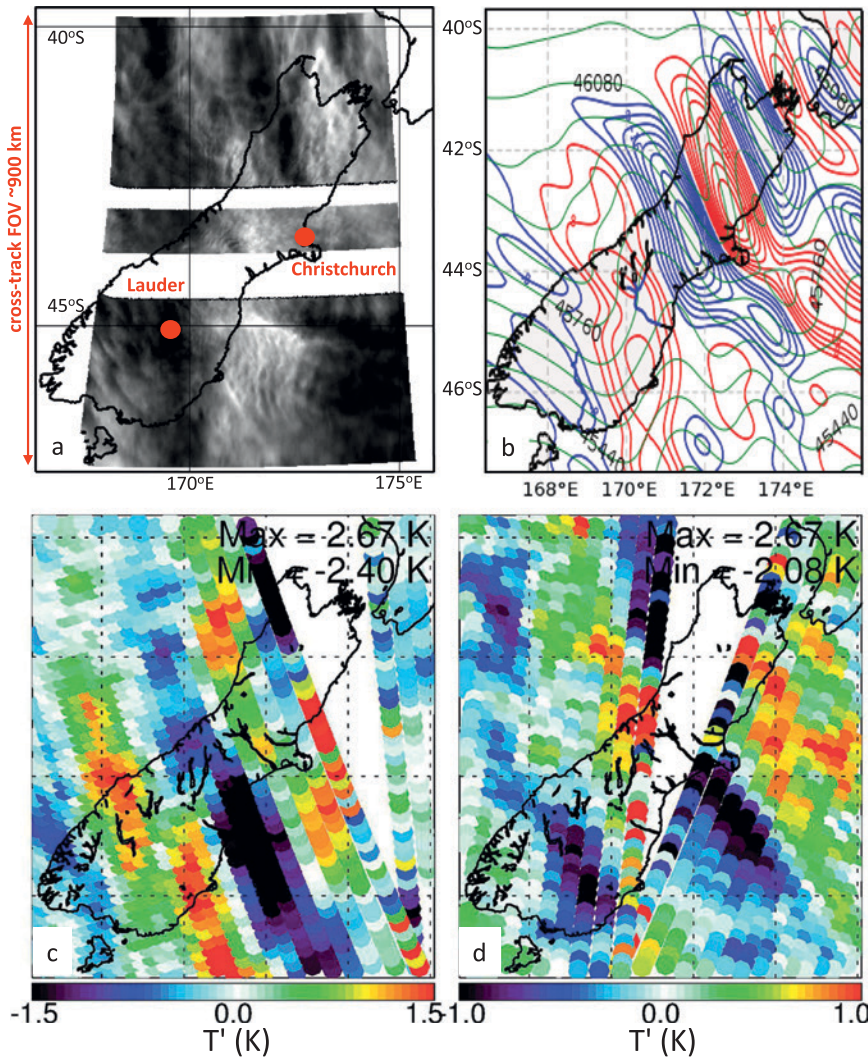 cross-track FOV ~900 km
40°S
45°S
Lauder
Christchurch
a
170°E
175°E
40°S
42°S
44°S
46°S
46080
46080
45760
45440
45440
b
168°E
170°E
172°E
174°E
Max = 2.67 K
Min = -2.40 K
c
Max = 2.67 K
Min = -2.08 K
d
-1.5
0.0
1.5
T' (K)
-1.0
0.0
1.0
T' (K)